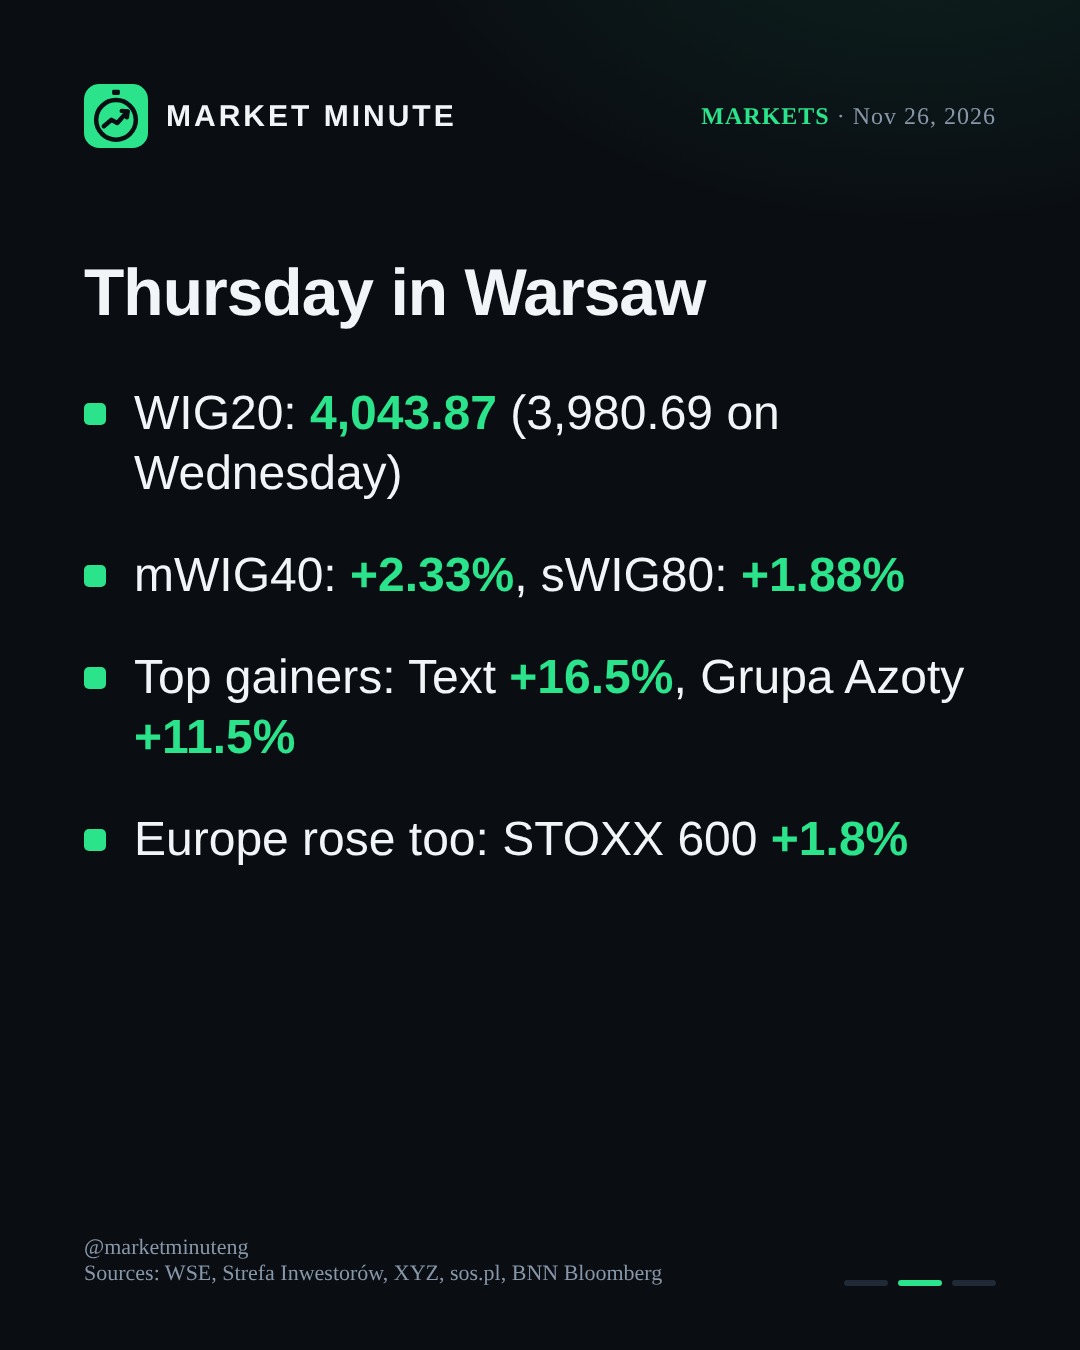 MARKET MINUTE
MARKETS · Nov 26, 2026
Thursday in Warsaw
WIG20: 4,043.87 (3,980.69 on
Wednesday)
mWIG40: +2.33%, sWIG80: +1.88%
Top gainers: Text +16.5%, Grupa Azoty
+11.5%
Europe rose too: STOXX 600 +1.8%
@marketminuteng
Sources: WSE, Strefa Inwestorów, XYZ, sos.pl, BNN Bloomberg